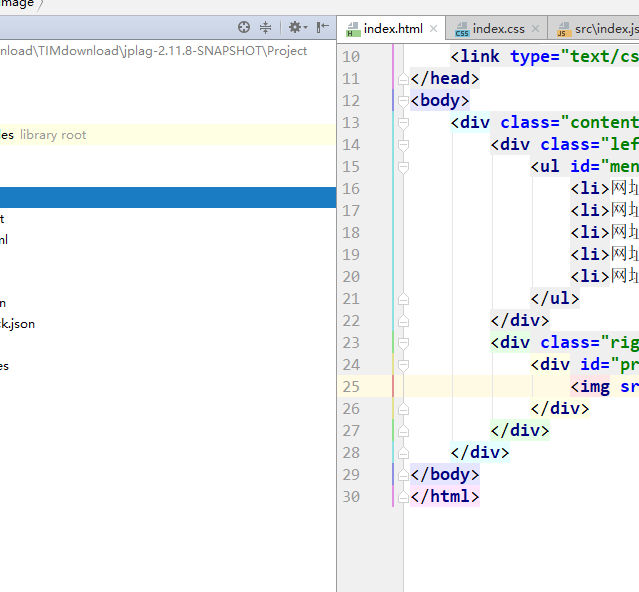 image
index.html
index.css
src\index.js
nload\TIMdownload\jplag-2.11.8-SNAPSHOT\Project
les library root
t
ml
n
ck.json
es
10 <link type="text/cs
11 </head>
12 <body>
13 <div class="content
14 <div class="lef
15 <ul id="men
16 <li>网址
17 <li>网址
18 <li>网址
19 <li>网址
20 <li>网址
21 </ul>
22 </div>
23 <div class="rig
24 <div id="pr
25 <img sr
26 </div>
27 </div>
28 </div>
29 </body>
30 </html>